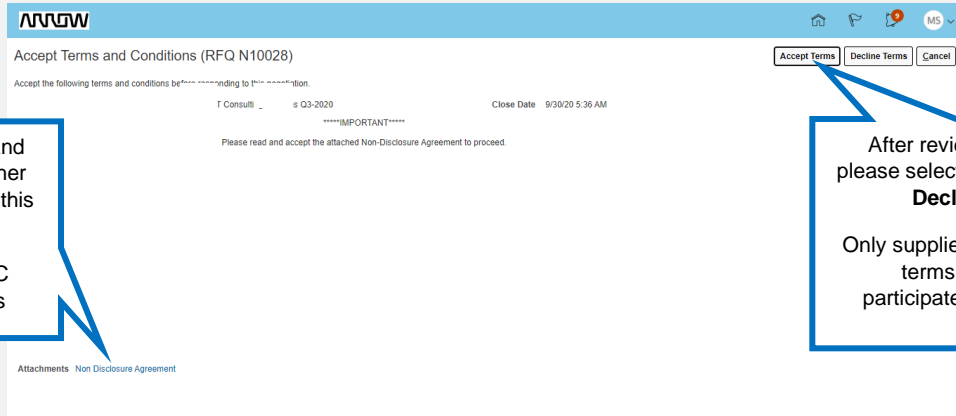 ARROW
9
MS
Accept Terms and Conditions (RFQ N10028)
Accept Terms
Decline Terms
Cancel
Accept the following terms and conditions before responding to this negotiation.
T Consulti
s Q3-2020
Close Date 9/30/20 5:36 AM
*****IMPORTANT*****
Please read and accept the attached Non-Disclosure Agreement to proceed.
nd
her
this
C
s
After revi
please selec
Decl
Only supplie
terms
participate
Attachments Non Disclosure Agreement